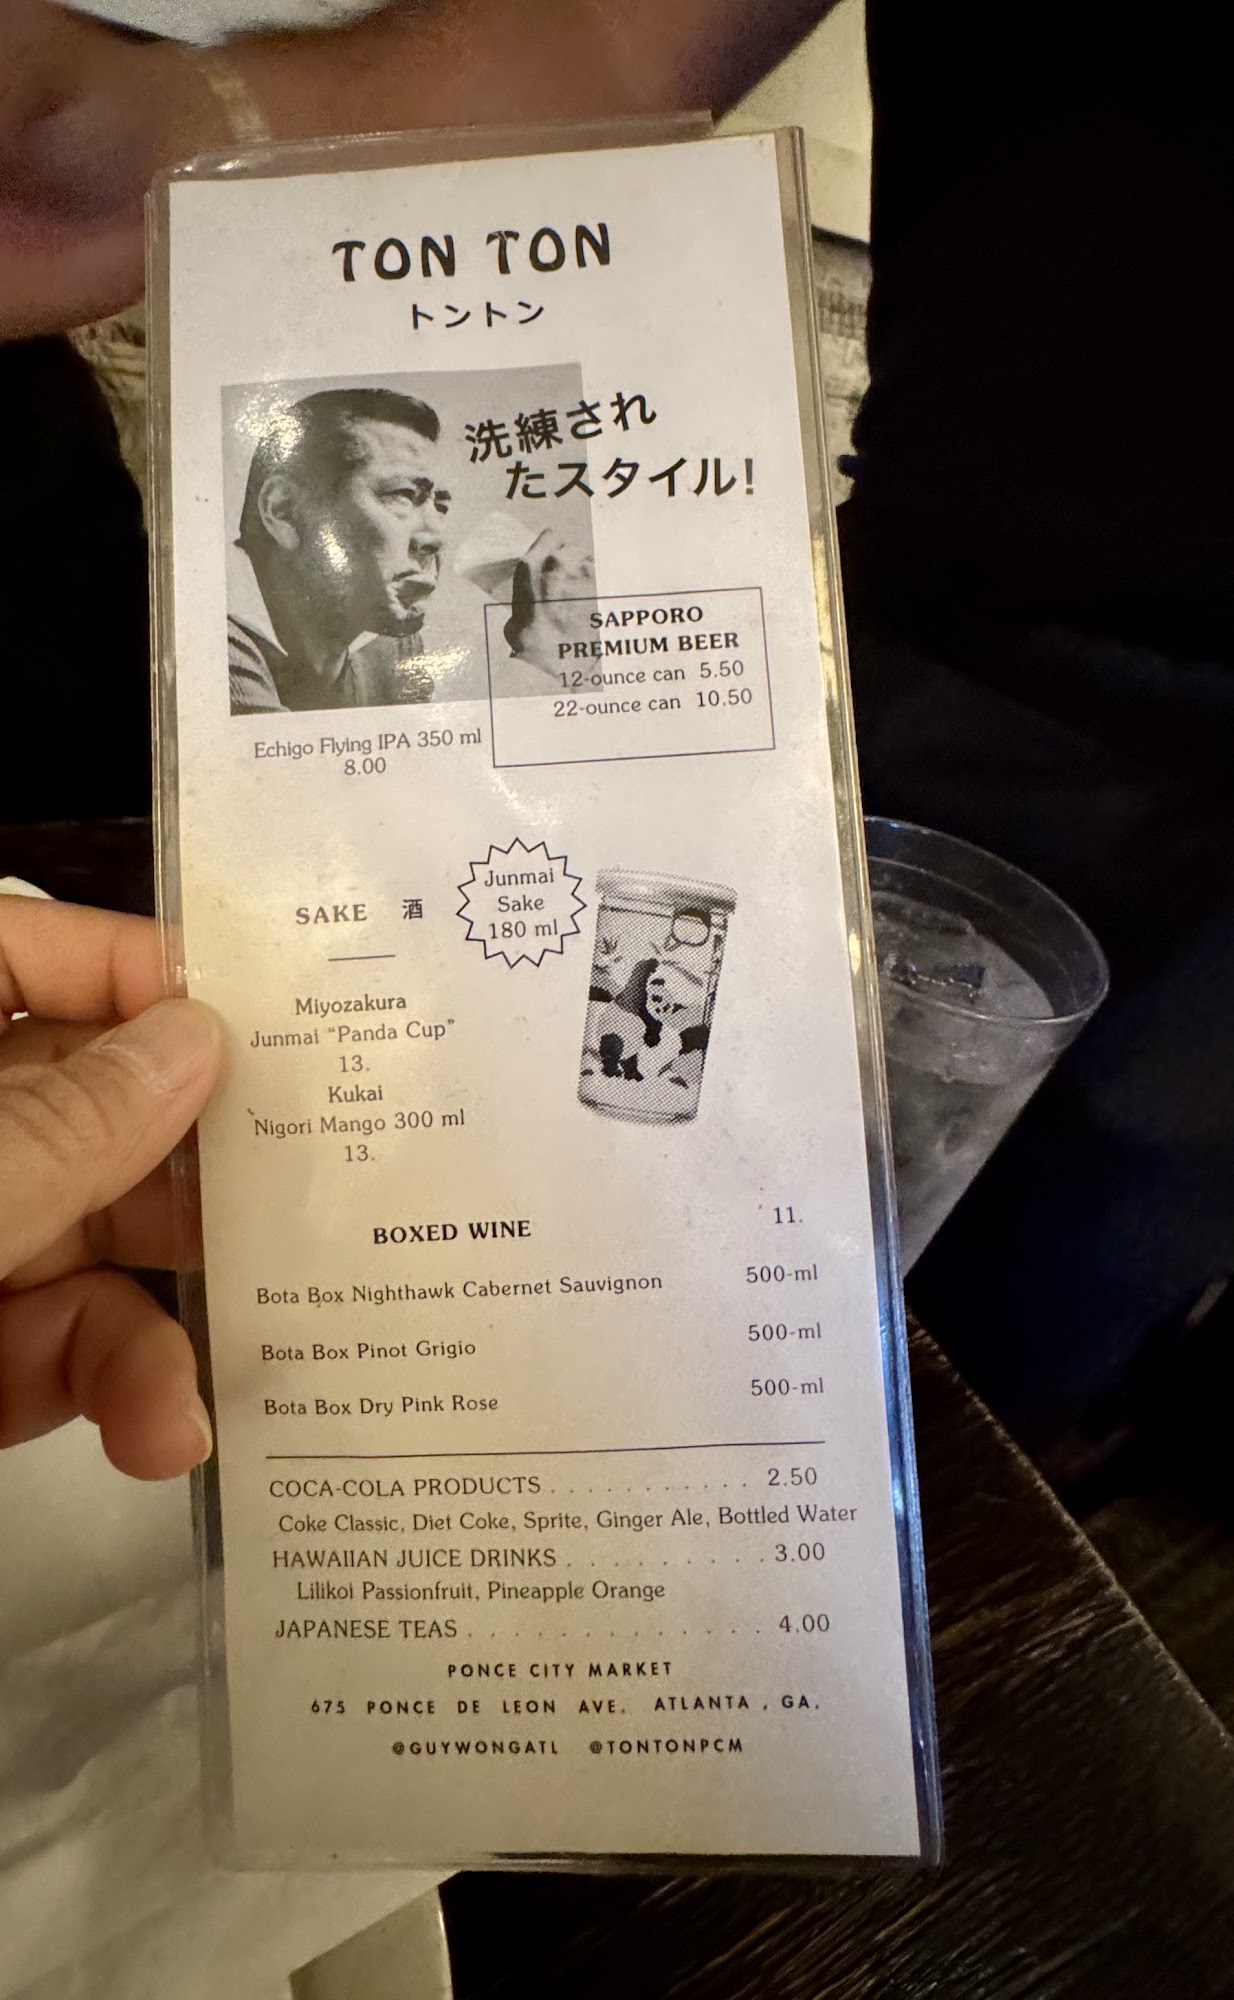 TON TON
トントン
洗練され
たスタイル!
SAPPORO
PREMIUM BEER
12-ounce can 5.50
22-ounce can 10.50
Echigo Flying IPA 350 ml
8.00
SAKE 酒
Junmai
Sake
180 ml
Miyozakura
Junmai “Panda Cup”
13.
Kukai
Nigori Mango 300 ml
13.
BOXED WINE 11.
Bota Box Nighthawk Cabernet Sauvignon 500-ml
Bota Box Pinot Grigio 500-ml
Bota Box Dry Pink Rose 500-ml
COCA-COLA PRODUCTS . . . . . . . . . . . 2.50
Coke Classic, Diet Coke, Sprite, Ginger Ale, Bottled Water
HAWAIIAN JUICE DRINKS . . . . . . . . . . 3.00
Lilikoi Passionfruit, Pineapple Orange
JAPANESE TEAS . . . . . . . . . . . . . . 4.00
PONCE CITY MARKET
675 PONCE DE LEON AVE. ATLANTA , GA.
@GUYWONGATL @TONTONPCM